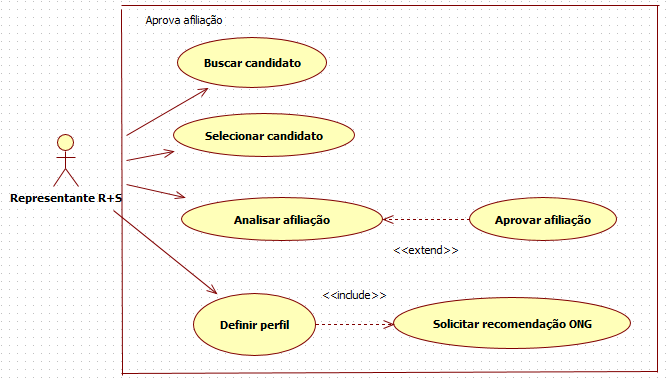 Aprova afiliação
Buscar candidato
Selecionar candidato
Representante R+S
Analisar afiliação
Aprovar afiliação
<<extend>>
<<include>>
Definir perfil
Solicitar recomendação ONG